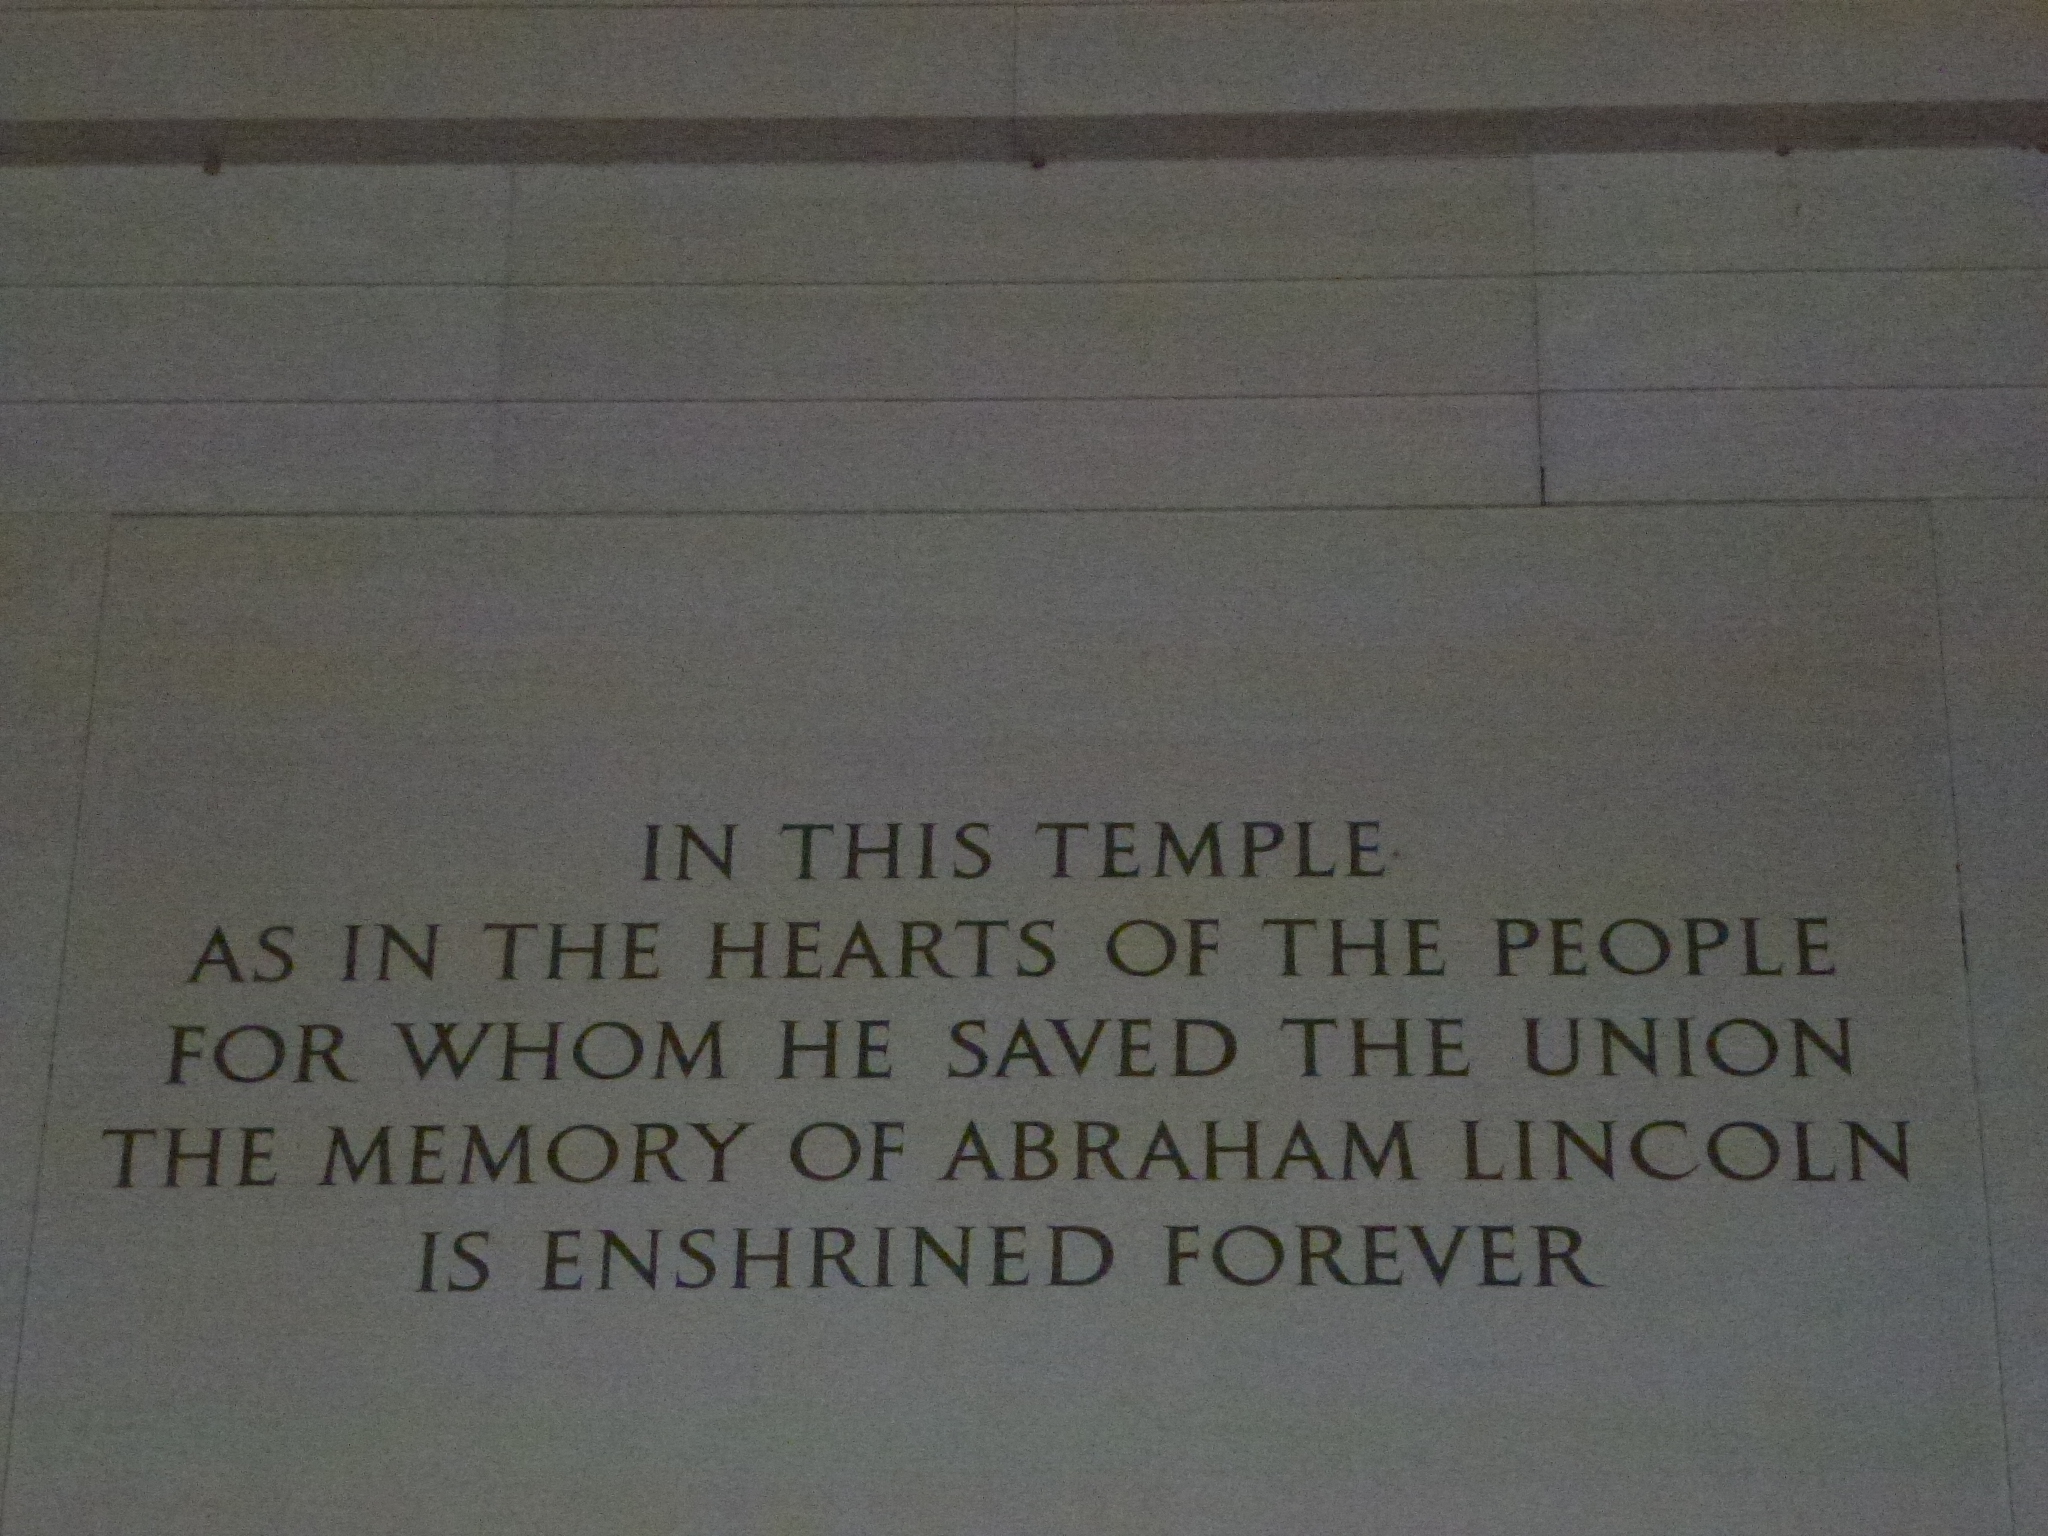 IN THIS TEMPLE
AS IN THE HEARTS OF THE PEOPLE
FOR WHOM HE SAVED THE UNION
THE MEMORY OF ABRAHAM LINCOLN
IS ENSHRINED FOREVER